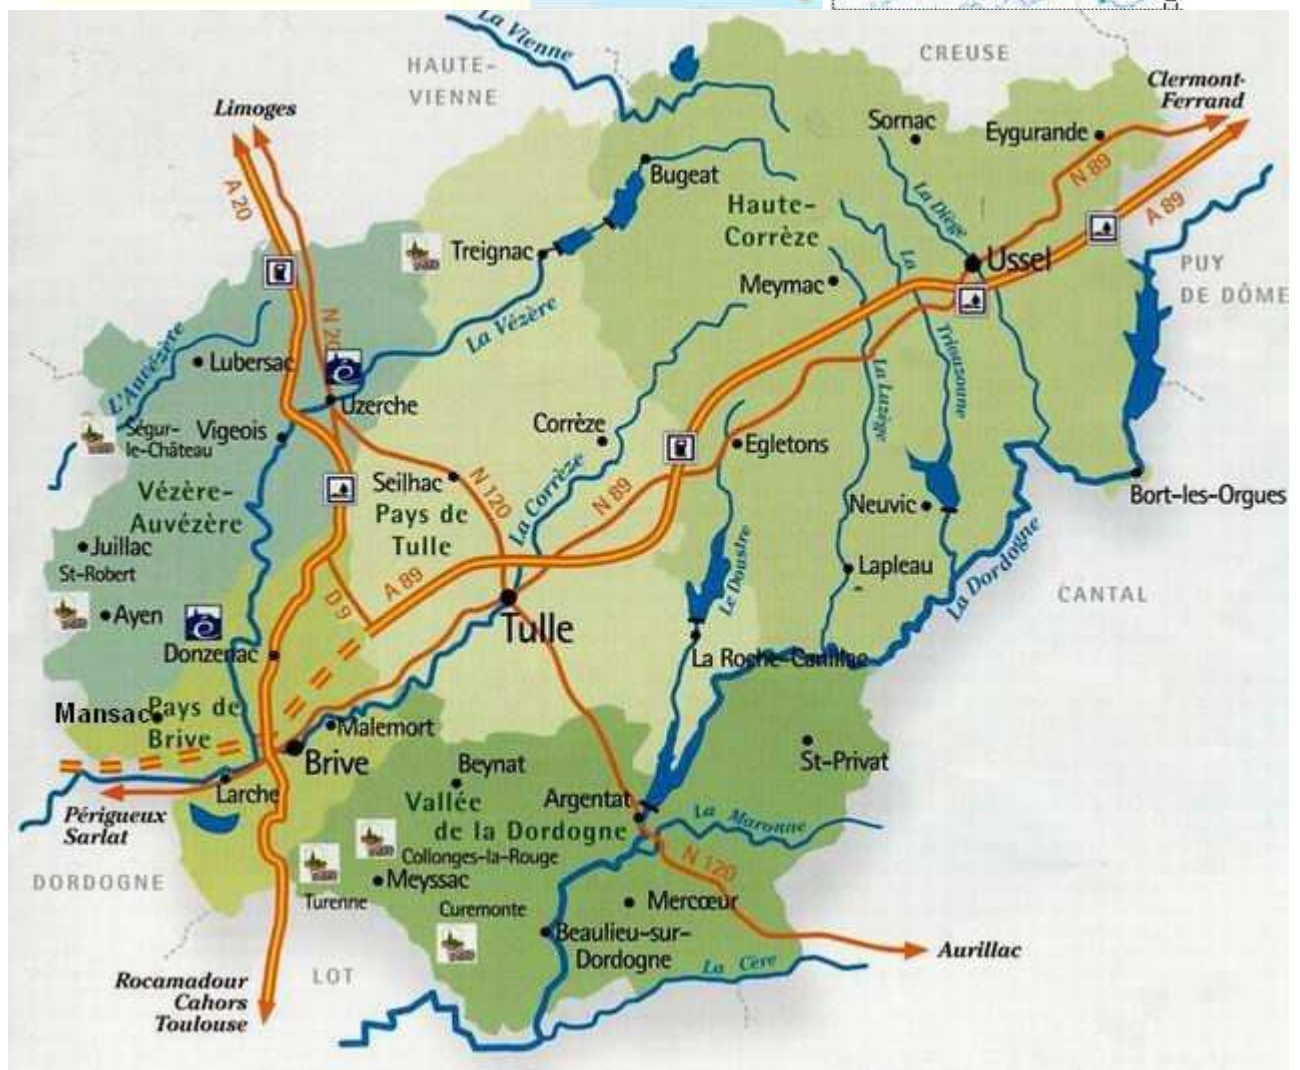 La Vienne
HAUTE-
VIENNE
CREUSE
Clermont-
Ferrand
Limoges
Sornac
Eygurande
N 89
A 89
A 20
Bugeat
Haute-
Corrèze
La Diège
Treignac
Ussel
PUY
DE DÔME
La
Triouzoune
Meymac
La Vézère
N 20
L'Auvézère
Lubersac
Uzerche
La Luzège
Ségur-
le-Château
Vigeois
Corrèze
Egletons
Seilhac
N 120
La Corrèze
N 89
Bort-les-Orgues
Vézère-
Auvézère
Pays de
Tulle
Neuvic
Juillac
St-Robert
A 89
D 9
Le Doustre
Lapleau
La Dordogne
CANTAL
Ayen
Tulle
Donzenac
La Roche-Canillac
Mansac
Pays de
Brive
Malemort
Brive
St-Privat
Beynat
Larche
Argentat
Périgueux
Sarlat
Vallée
de la Dordogne
La Maronne
Collonges-la-Rouge
N 120
DORDOGNE
Meyssac
Turenne
Curemonte
Mercœur
Beaulieu-sur-
Dordogne
Aurillac
La Cère
LOT
Rocamadour
Cahors
Toulouse